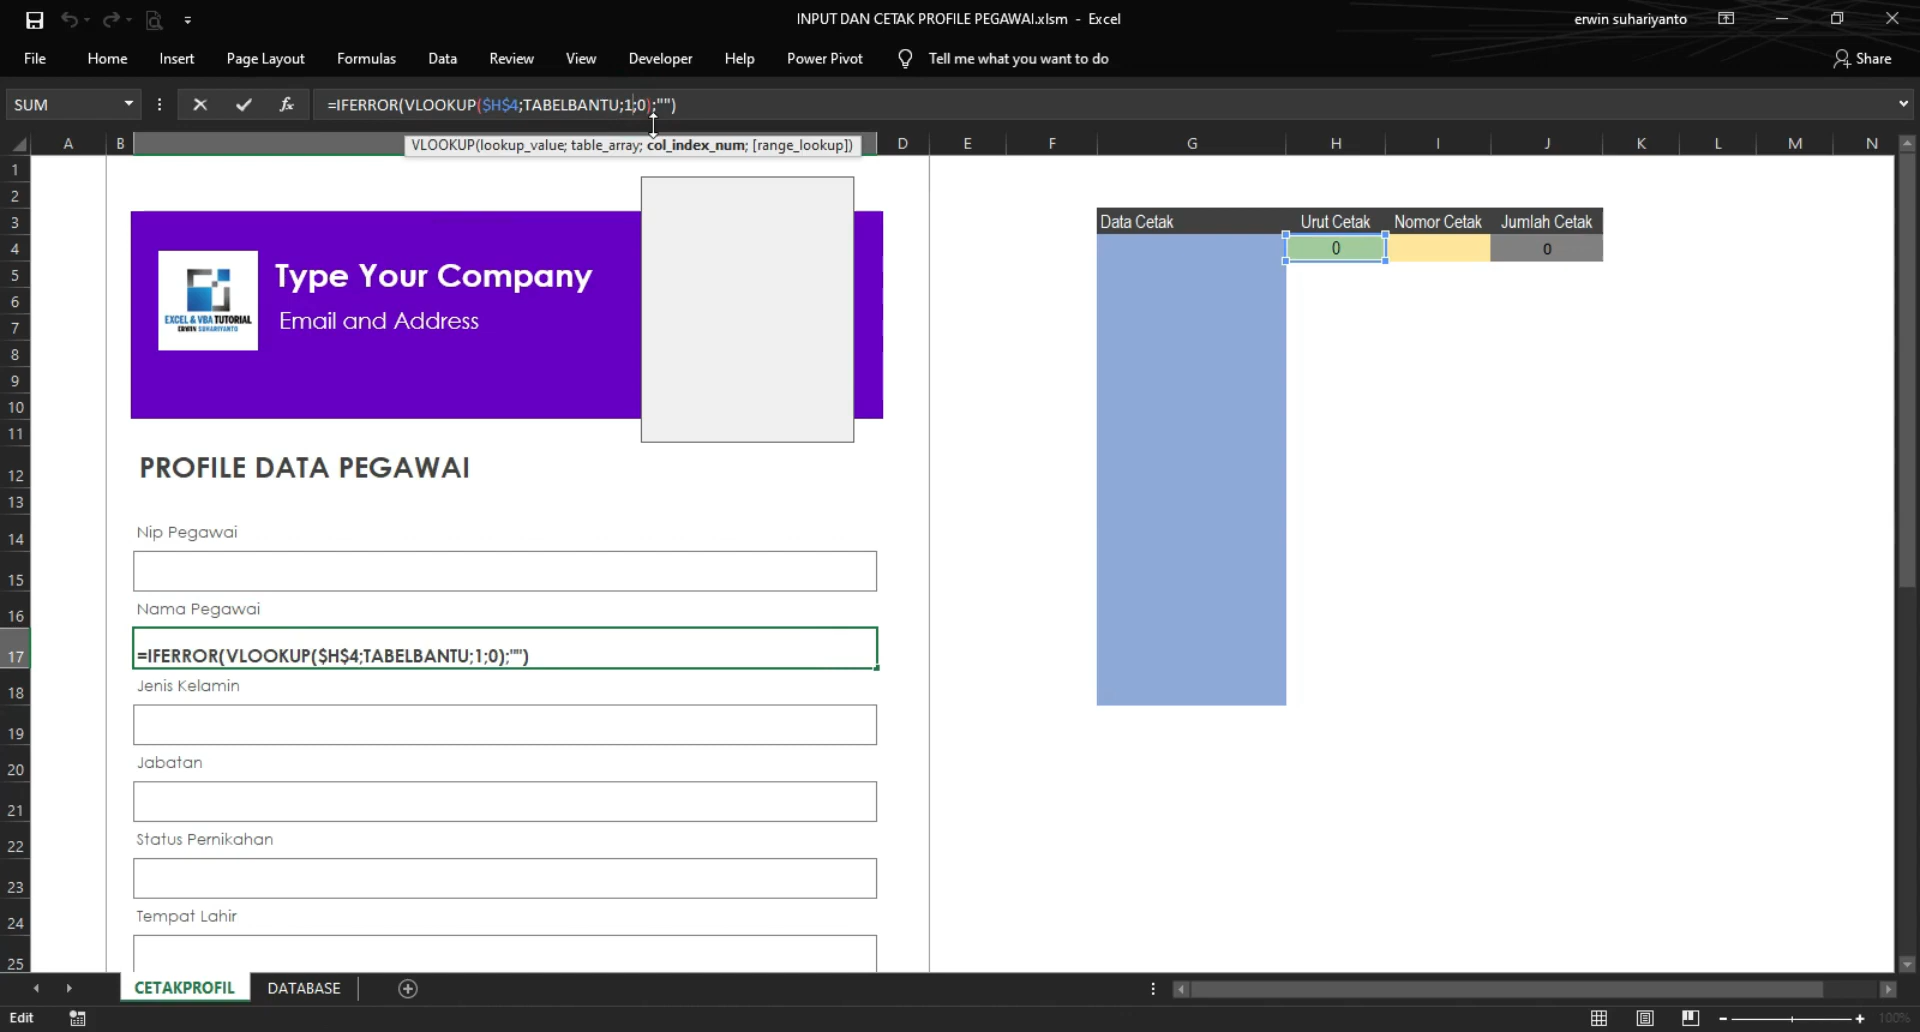 INPUT DAN CETAK PROFILE PEGAWAI.xlsm - Excel
erwin suhariyanto
File Home Insert Page Layout Formulas Data Review View Developer Help Power Pivot Tell me what you want to do Share
SUM fx =IFERROR(VLOOKUP($H$4;TABELBANTU;1;0);"")
VLOOKUP(lookup_value; table_array; col_index_num; [range_lookup])
A B D E F G H I J K L M N
1
2
3 Data Cetak Urut Cetak Nomor Cetak Jumlah Cetak
4 0 0
5 Type Your Company
6
7 Email and Address
EXCEL & VBA TUTORIAL
ERWIN SUHARIYANTO
8
9
10
11
12 PROFILE DATA PEGAWAI
13
14 Nip Pegawai
15
16 Nama Pegawai
17 =IFERROR(VLOOKUP($H$4;TABELBANTU;1;0);"")
18 Jenis Kelamin
19
20 Jabatan
21
22 Status Pernikahan
23
24 Tempat Lahir
25
CETAKPROFIL DATABASE
Edit 100%